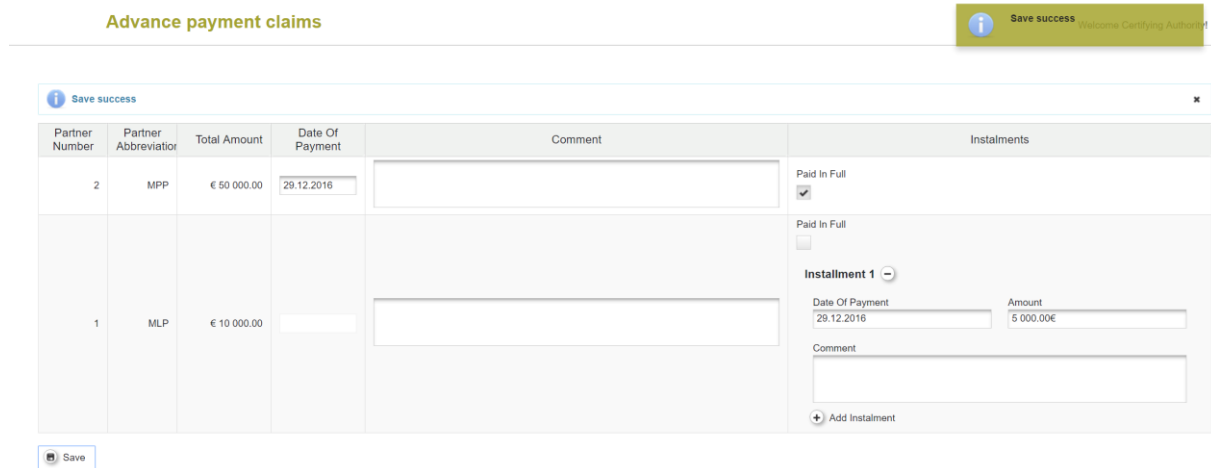 Advance payment claims
Save success
Welcome Certifying Authority!
Save success
Partner Number Partner Abbreviation Total Amount Date Of Payment Comment Instalments
2 MPP € 50 000.00 29.12.2016
Paid In Full
Paid In Full
Installment 1
Date Of Payment Amount
1 MLP € 10 000.00 29.12.2016 5 000.00€
Comment
Add Instalment
Save